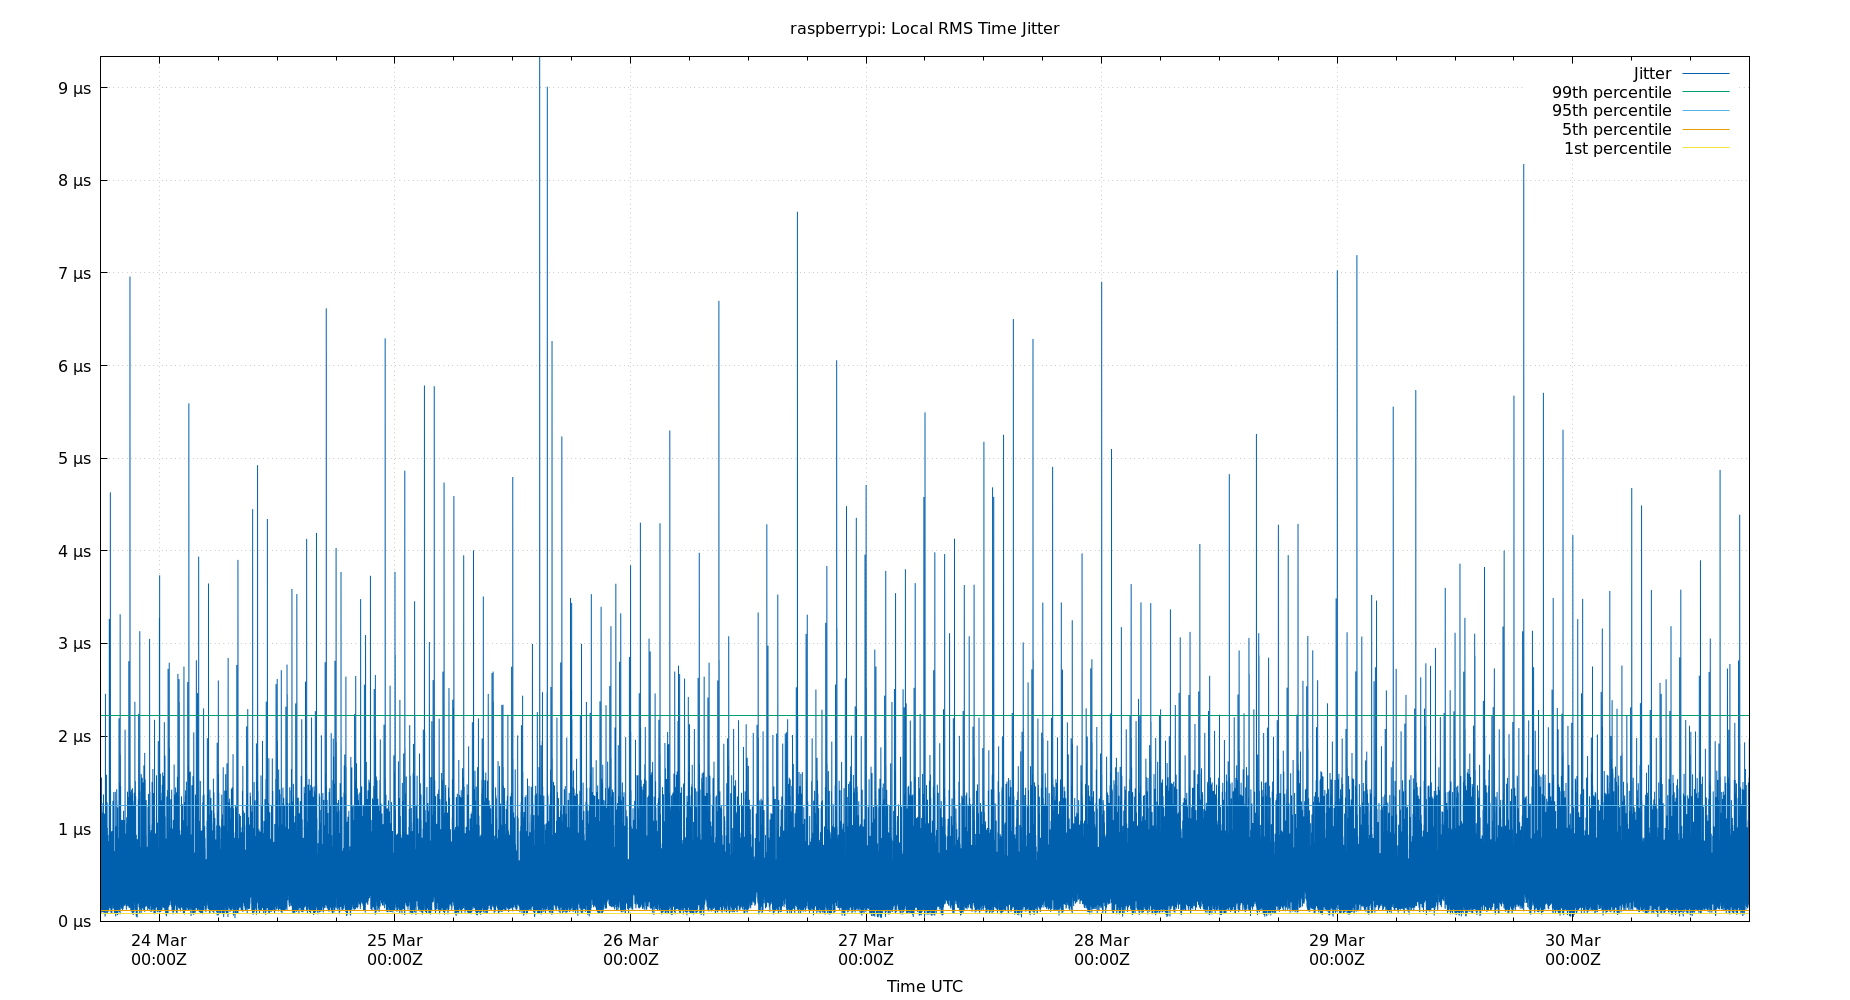 raspberrypi: Local RMS Time Jitter
Jitter
99th percentile
95th percentile
5th percentile
1st percentile
9 µs
8 µs
7 µs
6 µs
5 µs
4 µs
3 µs
2 µs
1 µs
0 µs
24 Mar 25 Mar 26 Mar 27 Mar 28 Mar 29 Mar 30 Mar
00:00Z 00:00Z 00:00Z 00:00Z 00:00Z 00:00Z 00:00Z
Time UTC